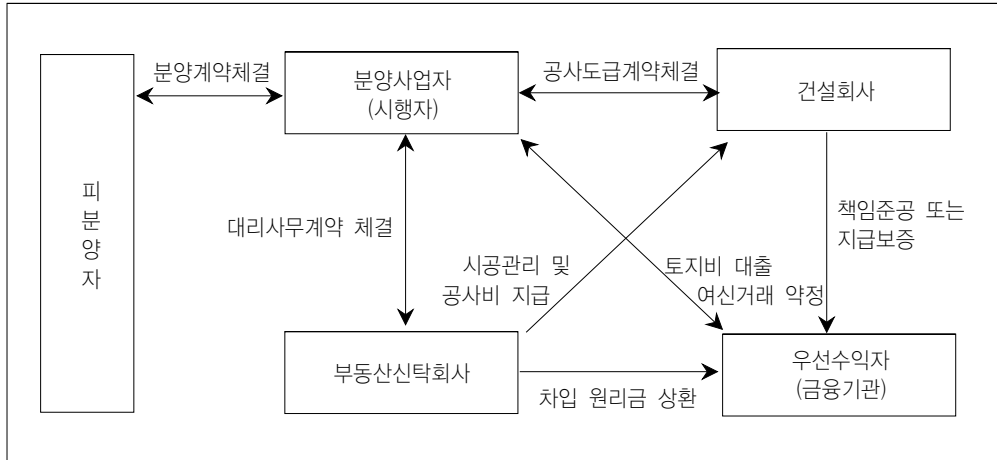 분양계약체결
분양사업자
(시행자)
공사도급계약체결
건설회사
피
분
양
자
대리사무계약 체결
시공관리 및
공사비 지급
토지비 대출
여신거래 약정
책임준공 또는
지급보증
부동산신탁회사
차입 원리금 상환
우선수익자
(금융기관)